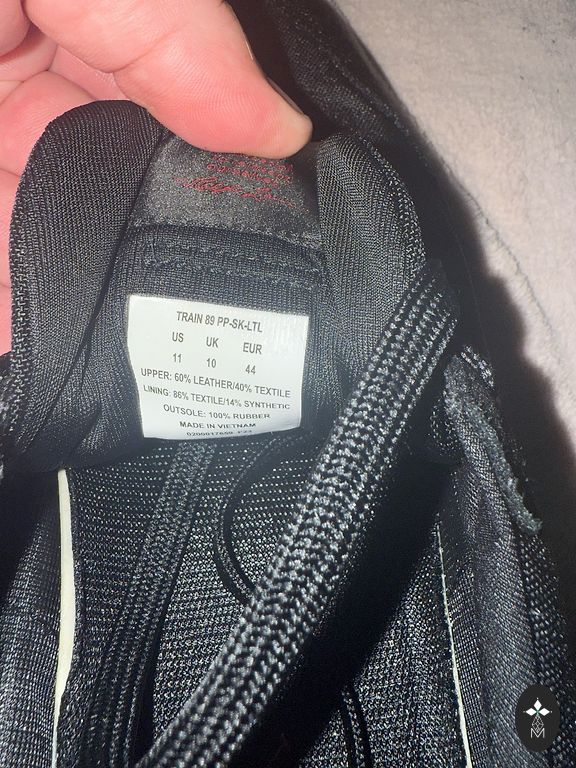 TRAIN 89 PP-SK-LTL
US UK EUR
11 10 44
UPPER: 60% LEATHER/40% TEXTILE
LINING: 86% TEXTILE/14% SYNTHETIC
OUTSOLE: 100% RUBBER
MADE IN VIETNAM
M